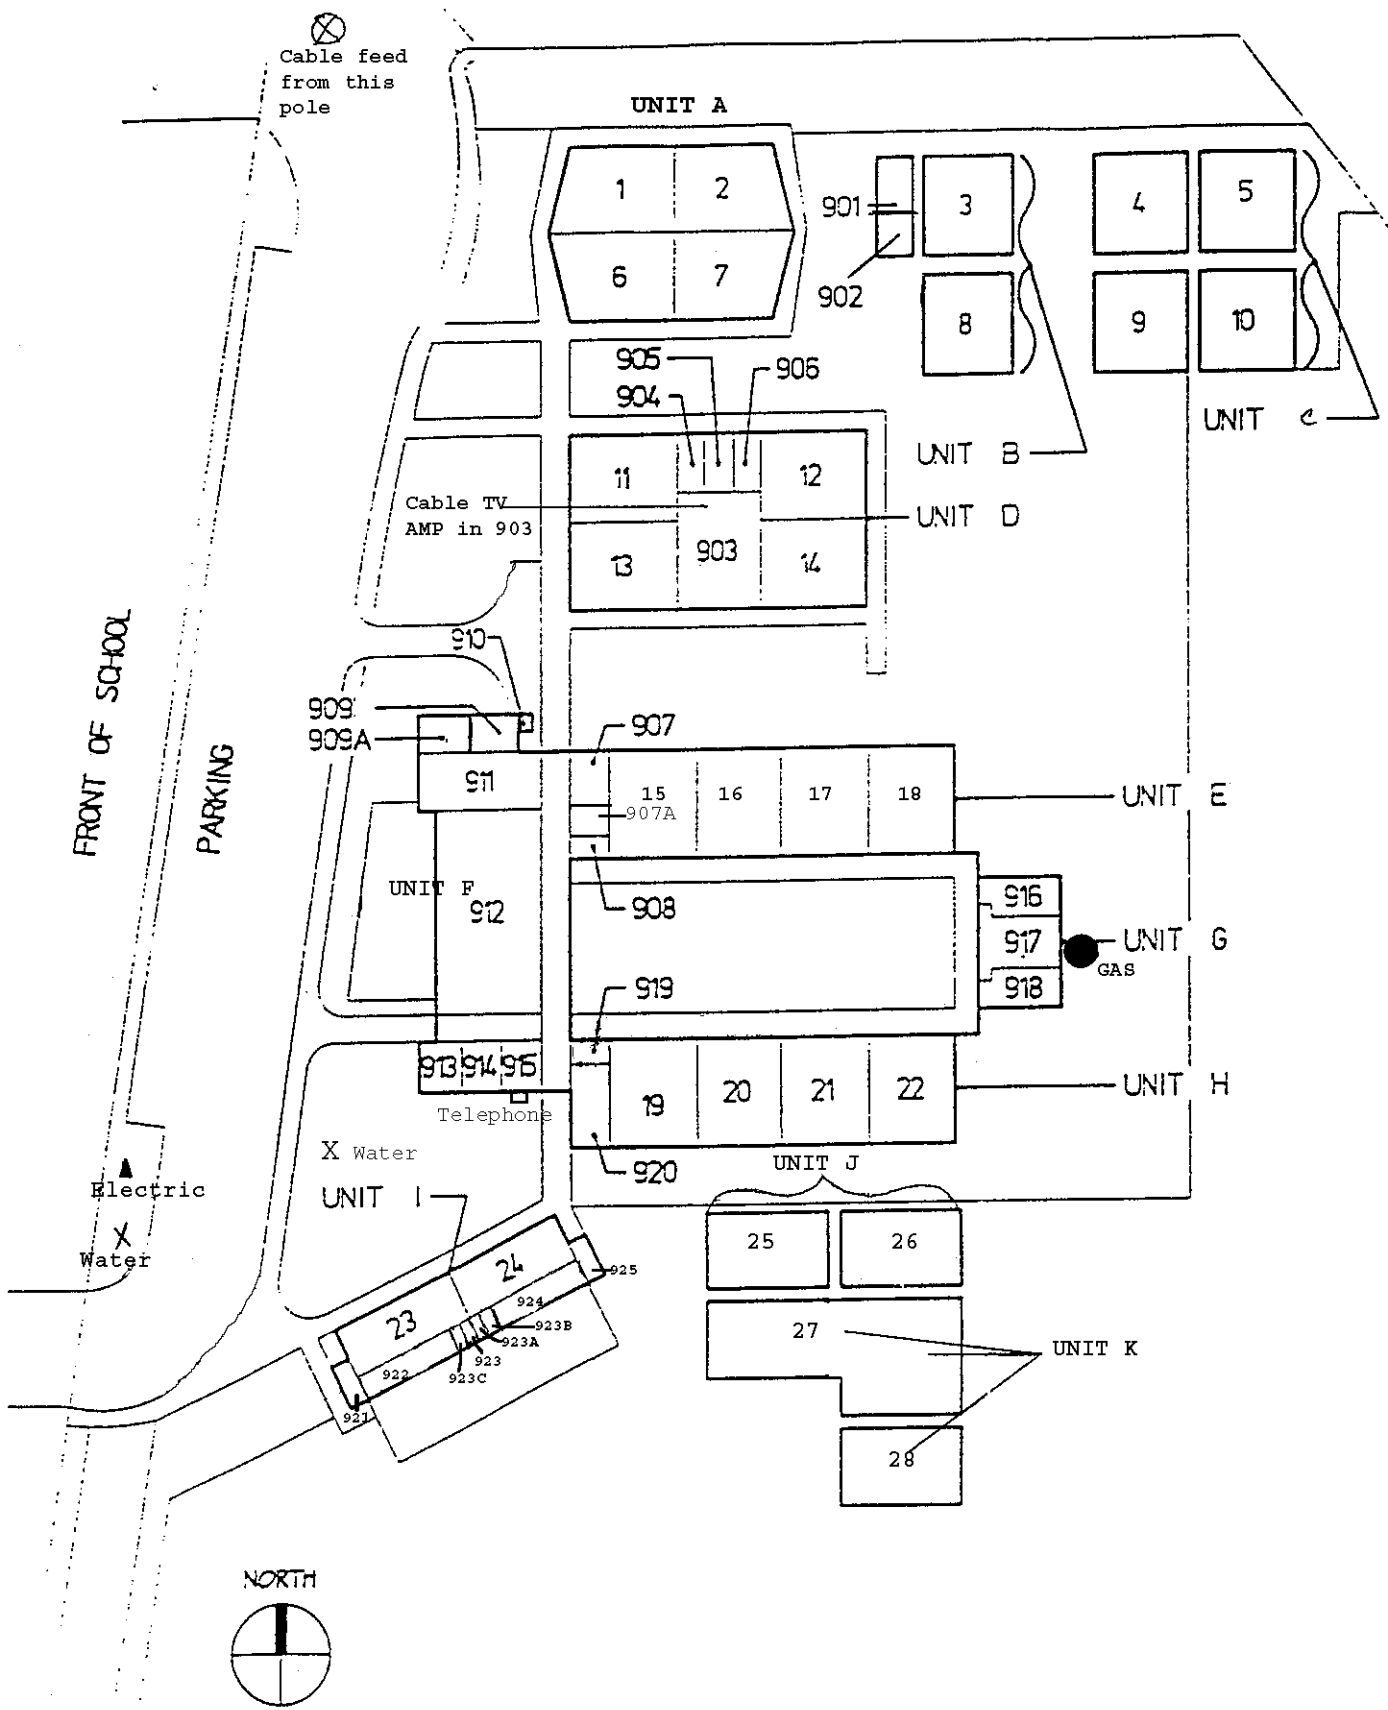 Cable feed
from this
pole
UNIT A
1
2
3
4
5
901
6
7
902
8
9
10
905
906
904
UNIT C
UNIT B
11
12
Cable TV
AMP in 903
UNIT D
903
13
14
FRONT OF SCHOOL
PARKING
910
909
909A
907
911
15
16
17
18
UNIT E
907A
UNIT F
912
908
916
917
UNIT G
GAS
918
919
913
914
915
19
20
21
22
UNIT H
Telephone
X Water
920
UNIT J
Electric
UNIT I
X
Water
25
26
24
925
924
23
923B
923A
923
923C
922
921
27
UNIT K
28
NORTH